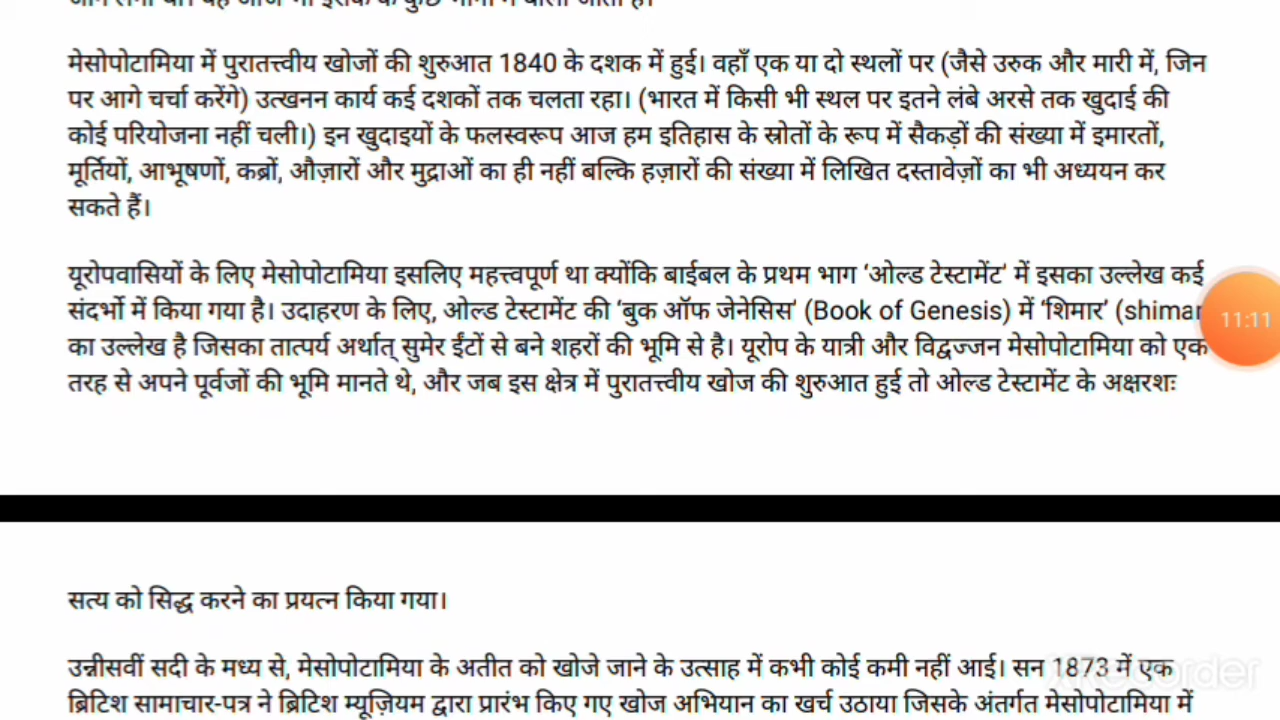 मेसोपोटामिया में पुरातत्त्वीय खोजों की शुरुआत 1840 के दशक में हुई। वहाँ एक या दो स्थलों पर (जैसे उरुक और मारी में, जिन
पर आगे चर्चा करेंगे) उत्खनन कार्य कई दशकों तक चलता रहा। (भारत में किसी भी स्थल पर इतने लंबे अरसे तक खुदाई की
कोई परियोजना नहीं चली।) इन खुदाइयों के फलस्वरूप आज हम इतिहास के स्रोतों के रूप में सैकड़ों की संख्या में इमारतों,
मूर्तियों, आभूषणों, कब्रों, औज़ारों और मुद्राओं का ही नहीं बल्कि हज़ारों की संख्या में लिखित दस्तावेज़ों का भी अध्ययन कर
सकते हैं।
यूरोपवासियों के लिए मेसोपोटामिया इसलिए महत्त्वपूर्ण था क्योंकि बाईबल के प्रथम भाग ‘ओल्ड टेस्टामेंट’ में इसका उल्लेख कई
संदर्भो में किया गया है। उदाहरण के लिए, ओल्ड टेस्टामेंट की ‘बुक ऑफ जेनेसिस’ (Book of Genesis) में ‘शिमार’ (shimar
11:11
का उल्लेख है जिसका तात्पर्य अर्थात् सुमेर ईंटों से बने शहरों की भूमि से है। यूरोप के यात्री और विद्वज्जन मेसोपोटामिया को एक
तरह से अपने पूर्वजों की भूमि मानते थे, और जब इस क्षेत्र में पुरातत्त्वीय खोज की शुरुआत हुई तो ओल्ड टेस्टामेंट के अक्षरशः
सत्य को सिद्ध करने का प्रयत्न किया गया।
उन्नीसवीं सदी के मध्य से, मेसोपोटामिया के अतीत को खोजे जाने के उत्साह में कभी कोई कमी नहीं आई। सन 1873 में एक
ब्रिटिश सामाचार-पत्र ने ब्रिटिश म्यूज़ियम द्वारा प्रारंभ किए गए खोज अभियान का खर्च उठाया जिसके अंतर्गत मेसोपोटामिया में